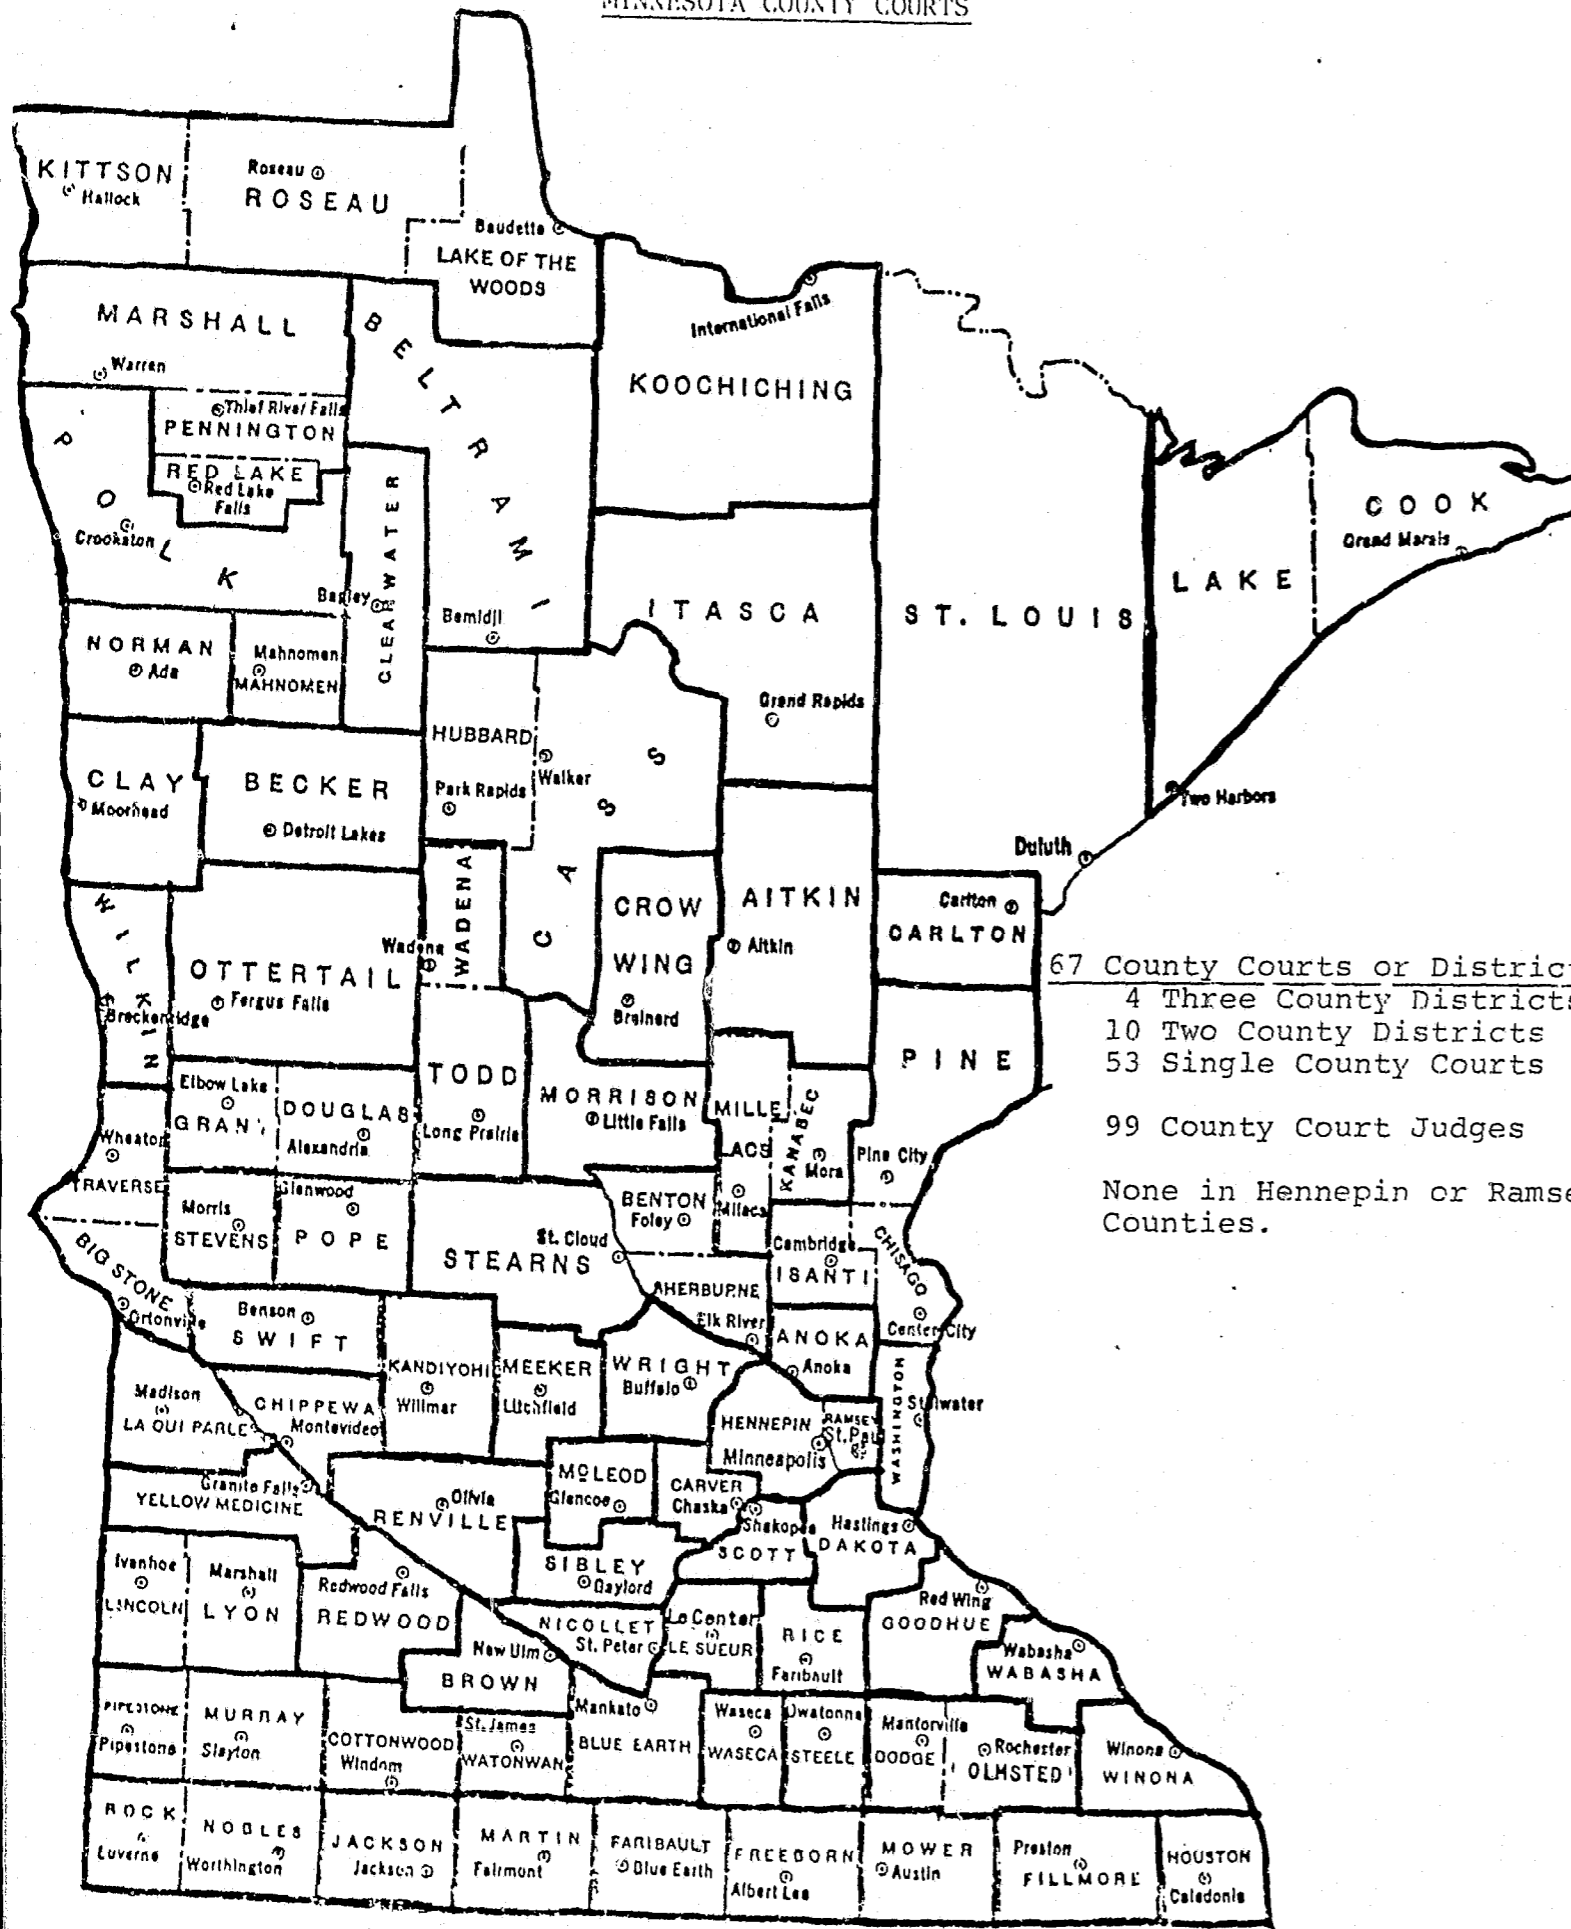 MINNESOTA COUNTY COURTS
KITTSON
Hallock
Roseau
ROSEAU
Baudette
LAKE OF THE
WOODS
International Falls
KOOCHICHING
MARSHALL
Warren
BELTRAMI
Bemidji
Thief River Falls
PENNINGTON
RED LAKE
Red Lake
Falls
POLK
Crookston
CLEARWATER
Bagley
ITASCA
Grand Rapids
ST. LOUIS
Duluth
LAKE
Two Harbors
COOK
Grand Marais
NORMAN
Ada
Mahnomen
MAHNOMEN
HUBBARD
Park Rapids
CASS
Walker
CLAY
Moorhead
BECKER
Detroit Lakes
WADENA
Wadena
CROW
WING
Brainerd
AITKIN
Aitkin
Carlton
CARLTON
WILKIN
Breckenridge
OTTERTAIL
Fergus Falls
67 County Courts or Distric
4 Three County Districts
10 Two County Districts
53 Single County Courts
99 County Court Judges
None in Hennepin or Ramse
Counties.
TODD
Long Prairie
MORRISON
Little Falls
MILLE
LACS
Milaca
KANABEC
Mora
PINE
Pine City
Elbow Lake
GRANT
DOUGLAS
Alexandria
Wheaton
TRAVERSE
Morris
STEVENS
Glenwood
POPE
STEARNS
St. Cloud
BENTON
Foley
SHERBURNE
Elk River
Cambridge
ISANTI
CHISAGO
Center City
BIG STONE
Ortonville
Benson
SWIFT
KANDIYOHI
Willmar
MEEKER
Litchfield
WRIGHT
Buffalo
ANOKA
Anoka
WASHINGTON
Stillwater
Madison
LA QUI PARLE
CHIPPEWA
Montevideo
HENNEPIN
Minneapolis
RAMSEY
St. Paul
Granite Falls
YELLOW MEDICINE
Olivia
RENVILLE
McLEOD
Glencoe
CARVER
Chaska
Shakopee
SCOTT
Hastings
DAKOTA
SIBLEY
Gaylord
Ivanhoe
LINCOLN
Marshall
LYON
Redwood Falls
REDWOOD
NICOLLET
St. Peter
Le Center
LE SUEUR
RICE
Faribault
Red Wing
GOODHUE
Wabasha
WABASHA
New Ulm
BROWN
PIPESTONE
Pipestone
MURRAY
Slayton
COTTONWOOD
Windom
St. James
WATONWAN
Mankato
BLUE EARTH
Waseca
WASECA
Owatonna
STEELE
Mantorville
DODGE
Rochester
OLMSTED
Winona
WINONA
ROCK
Luverne
NOBLES
Worthington
JACKSON
Jackson
MARTIN
Fairmont
FARIBAULT
Blue Earth
FREEBORN
Albert Lea
MOWER
Austin
Preston
FILLMORE
HOUSTON
Caledonia